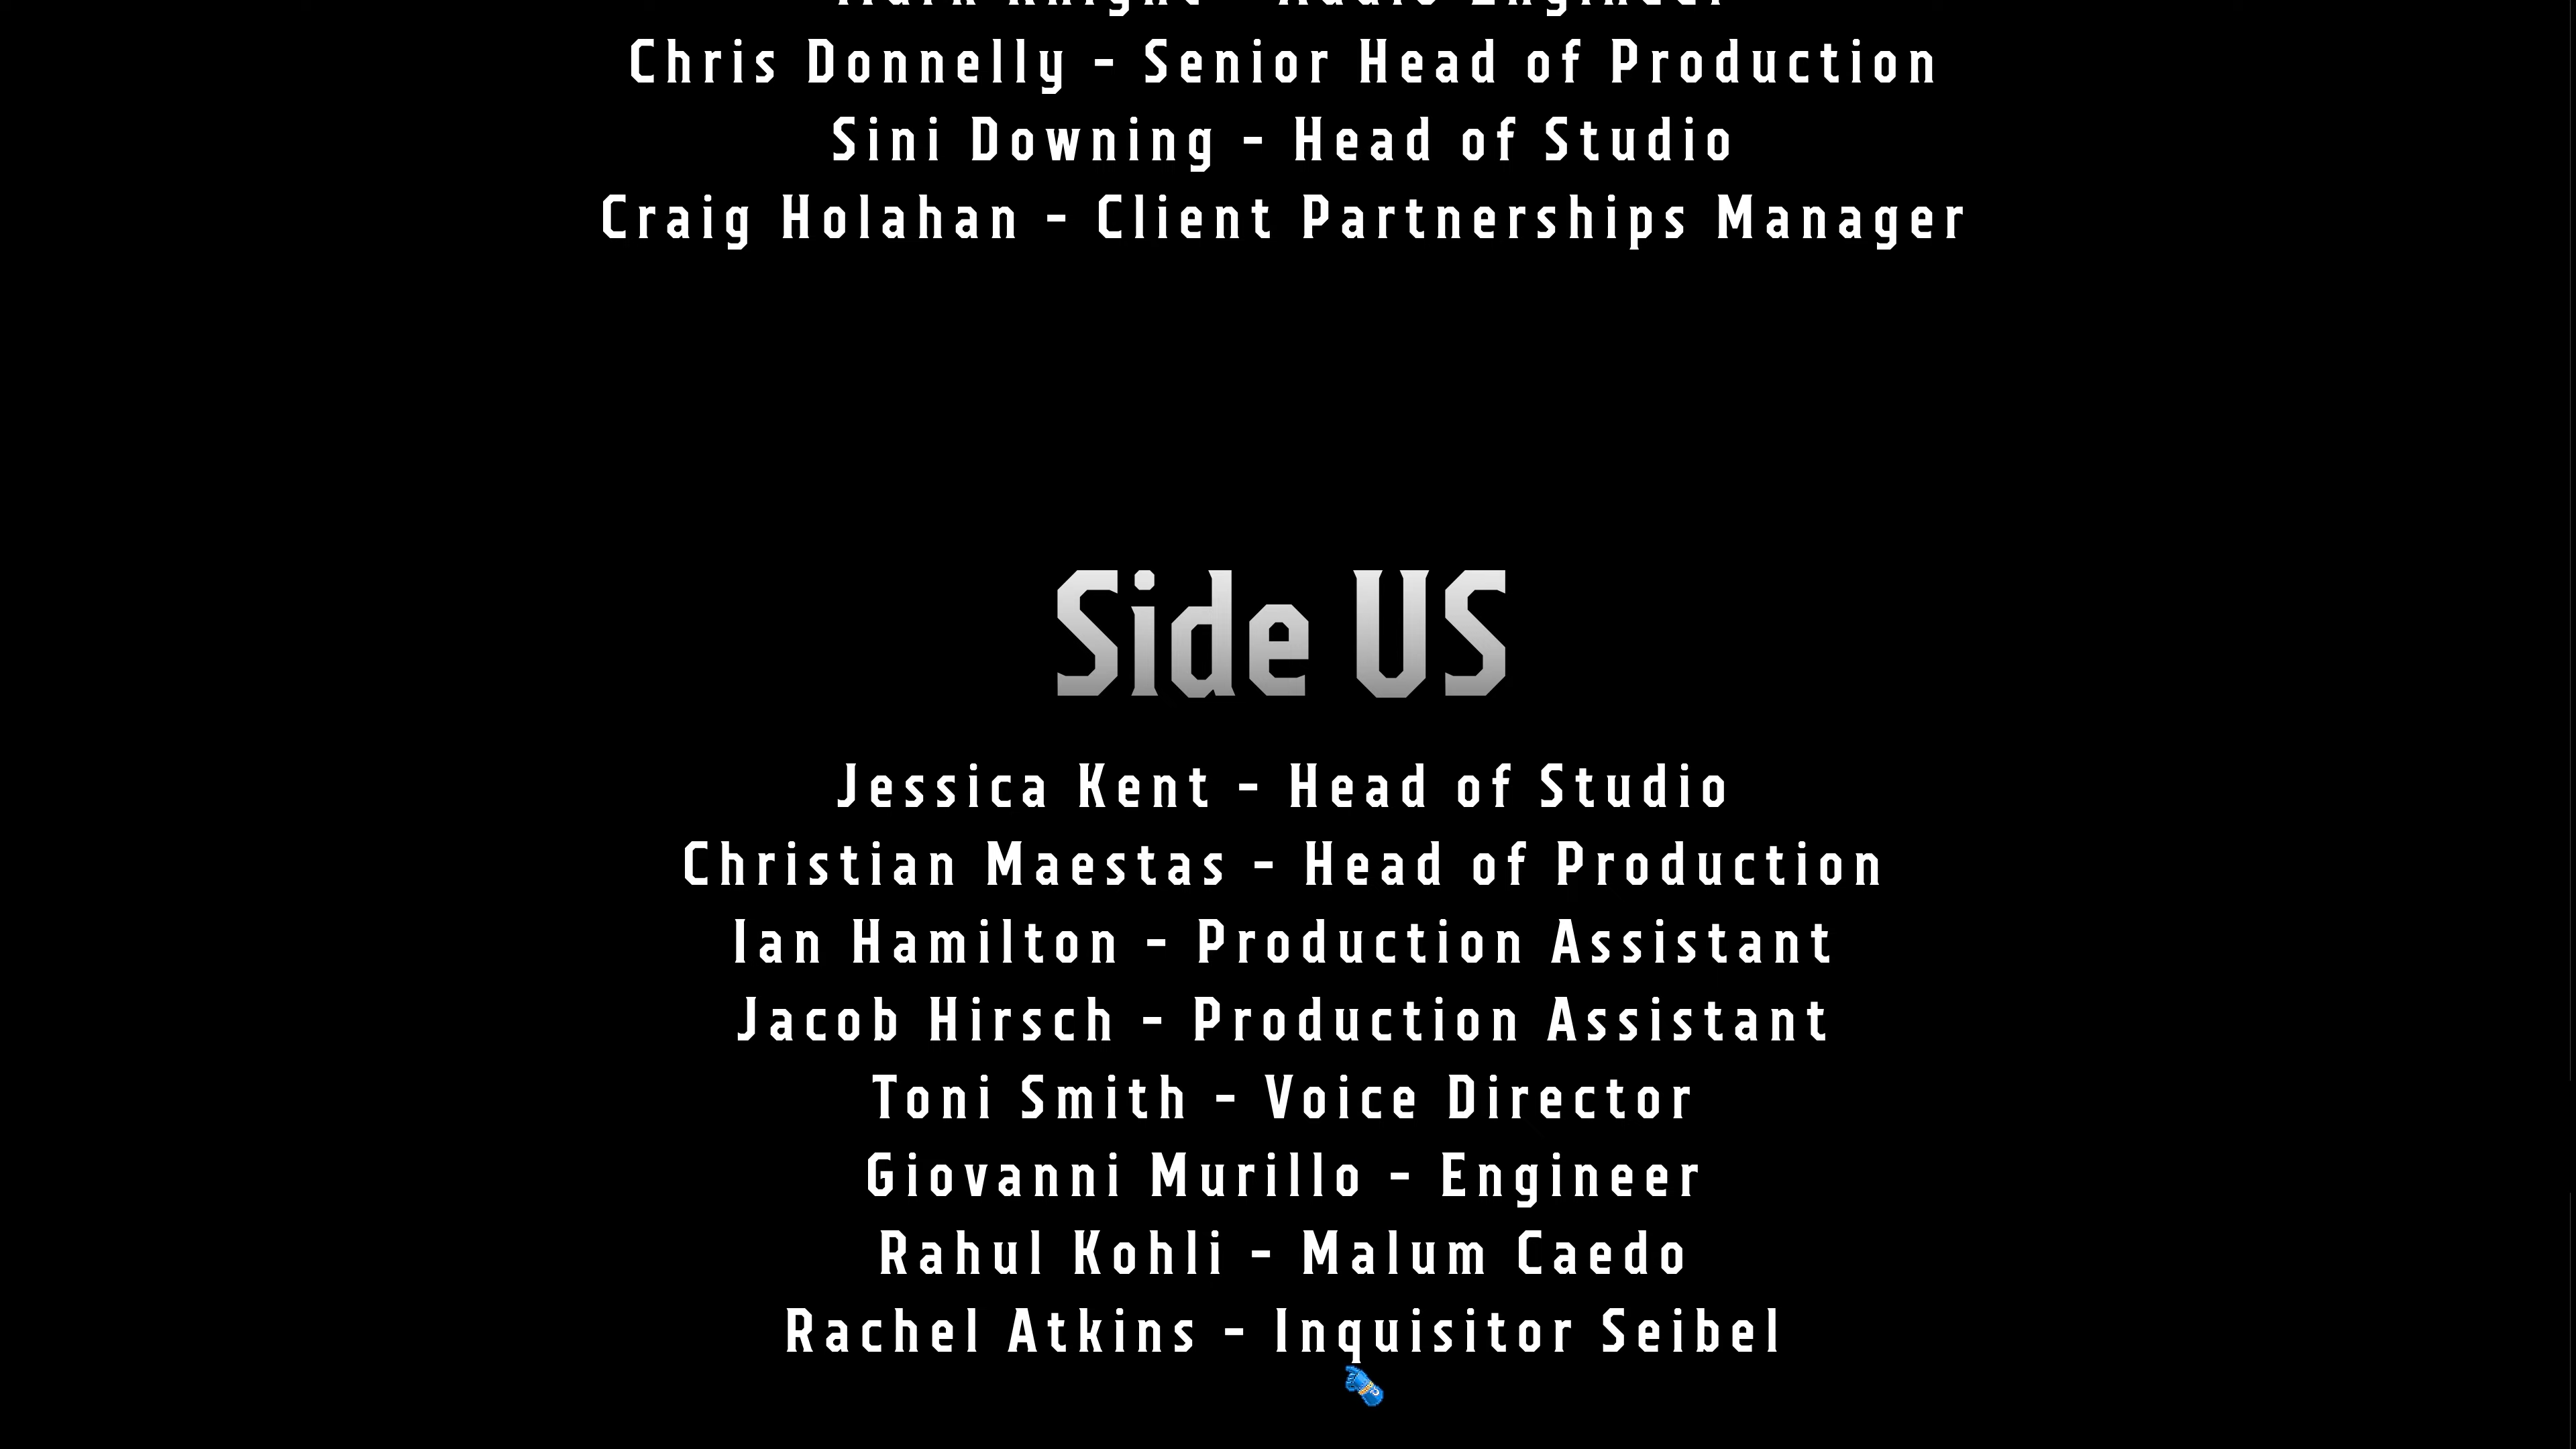 Chris Donnelly - Senior Head of Production
Sini Downing - Head of Studio
Craig Holahan - Client Partnerships Manager
Side US
Jessica Kent - Head of Studio
Christian Maestas - Head of Production
Ian Hamilton - Production Assistant
Jacob Hirsch - Production Assistant
Toni Smith - Voice Director
Giovanni Murillo - Engineer
Rahul Kohli - Malum Caedo
Rachel Atkins - Inquisitor Seibel